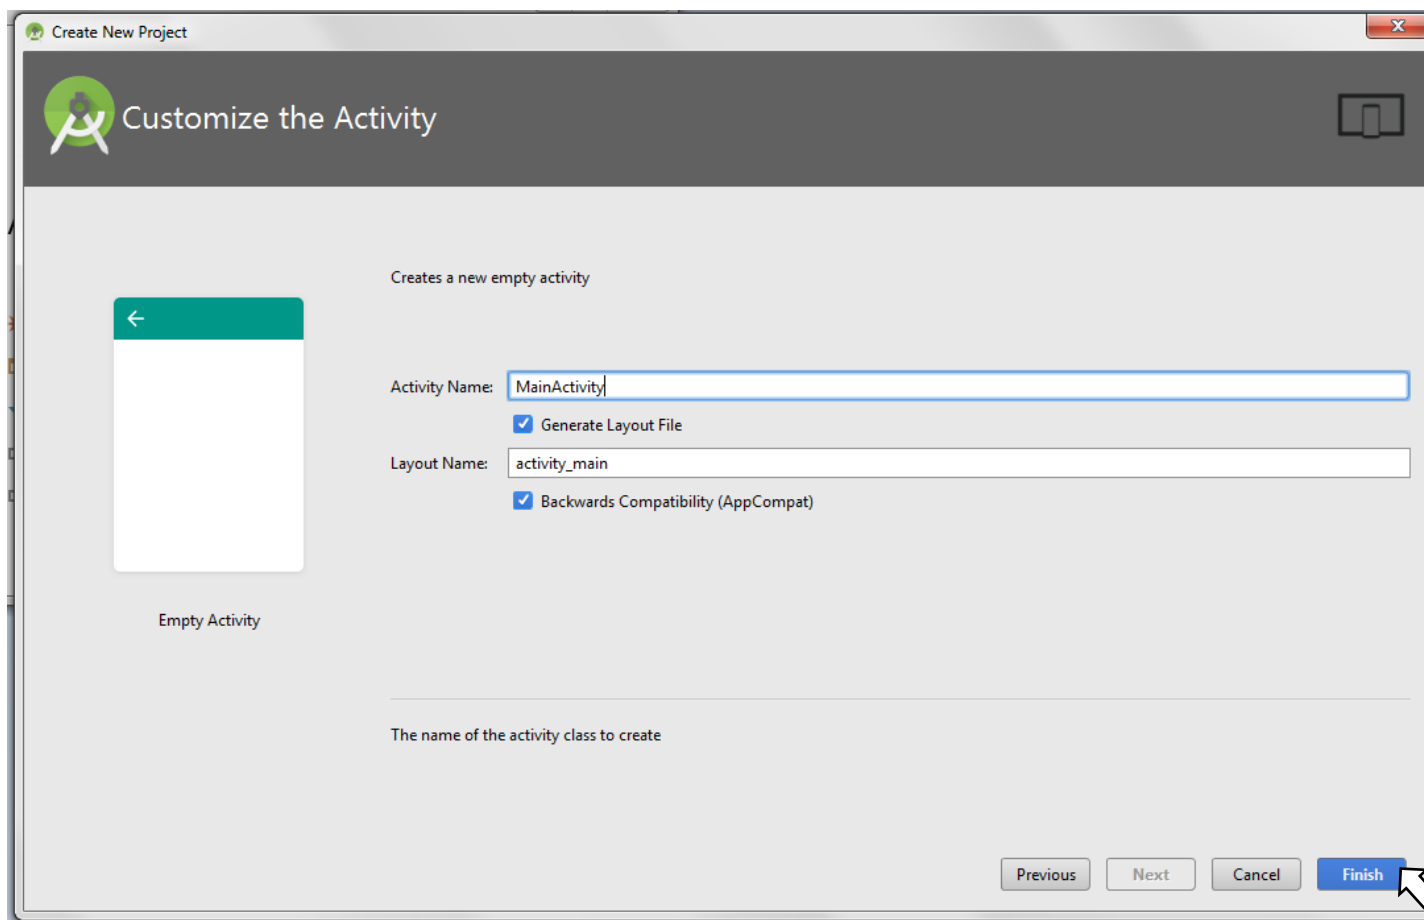 Create New Project
Customize the Activity
Creates a new empty activity
Activity Name: MainActivity
Generate Layout File
Layout Name: activity_main
Backwards Compatibility (AppCompat)
Empty Activity
The name of the activity class to create
Previous Next Cancel Finish